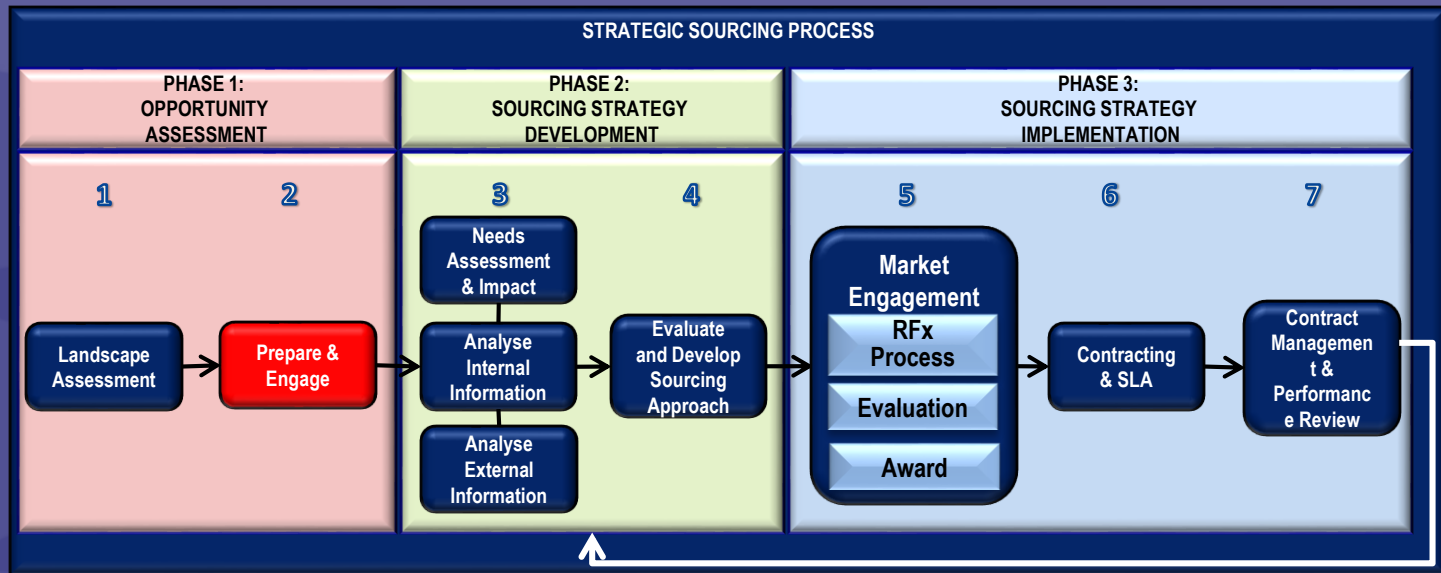 STRATEGIC SOURCING PROCESS
PHASE 1:
OPPORTUNITY
ASSESSMENT
PHASE 2:
SOURCING STRATEGY
DEVELOPMENT
PHASE 3:
SOURCING STRATEGY
IMPLEMENTATION
1
2
3
4
5
6
7
Landscape
Assessment
Prepare &
Engage
Needs
Assessment
& Impact
Analyse
Internal
Information
Analyse
External
Information
Evaluate
and Develop
Sourcing
Approach
Market
Engagement
RFx
Process
Evaluation
Award
Contracting
& SLA
Contract
Managemen
t &
Performanc
e Review